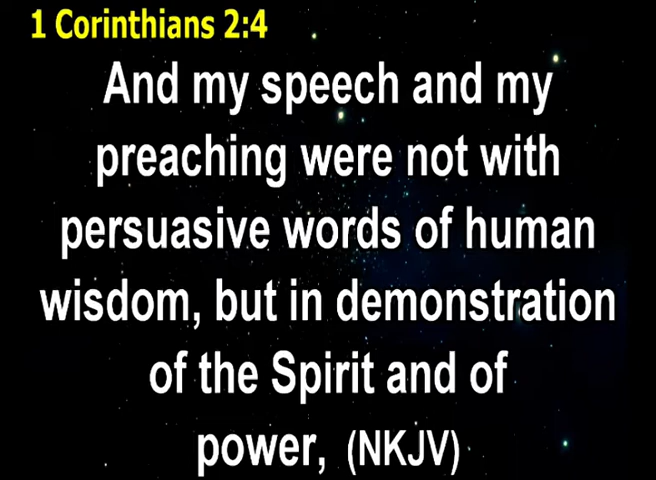 1 Corinthians 2:4
And my speech and my
preaching were not with
persuasive words of human
wisdom, but in demonstration
of the Spirit and of
power, (NKJV)